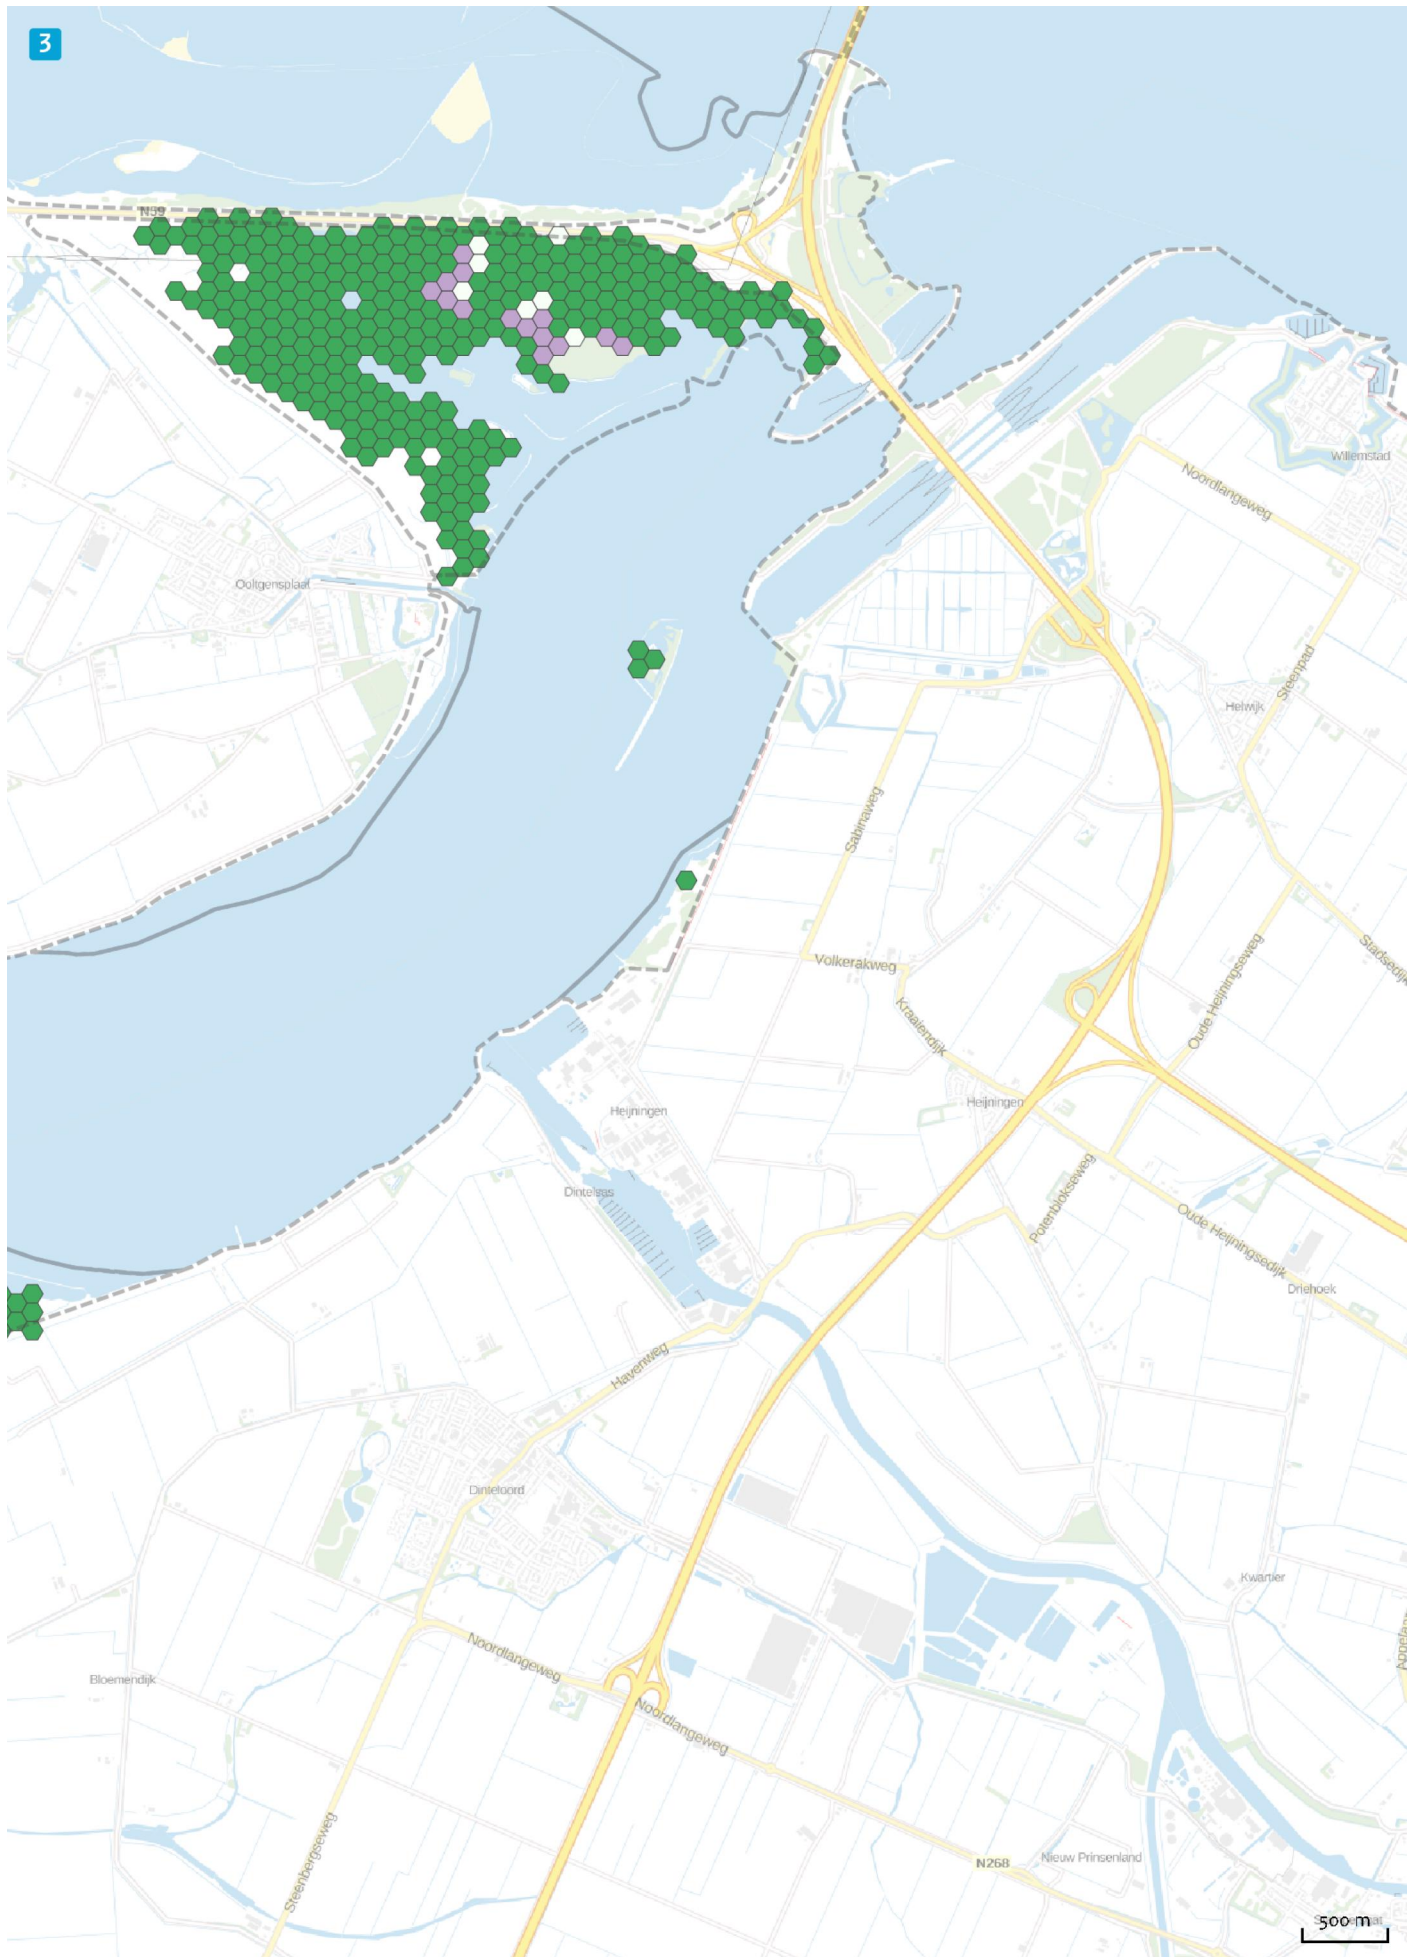 3
N59
Willemstad
Noordlangeweg
Ooltgensplaat
Steenpad
Helwijk
Sabinaweg
Stadsedijk
Oude Heijningseweg
Volkerakweg
Kraaiendijk
Heijningen
Heijningen
Potenblokseweg
Dintelsas
Oude Heijningsedijk
Driehoek
Havenweg
Dinteloord
Kwartier
Noordlangeweg
Bloemendijk
Noordlangeweg
Steenbergseweg
N268
Nieuw Prinsenland
500 m